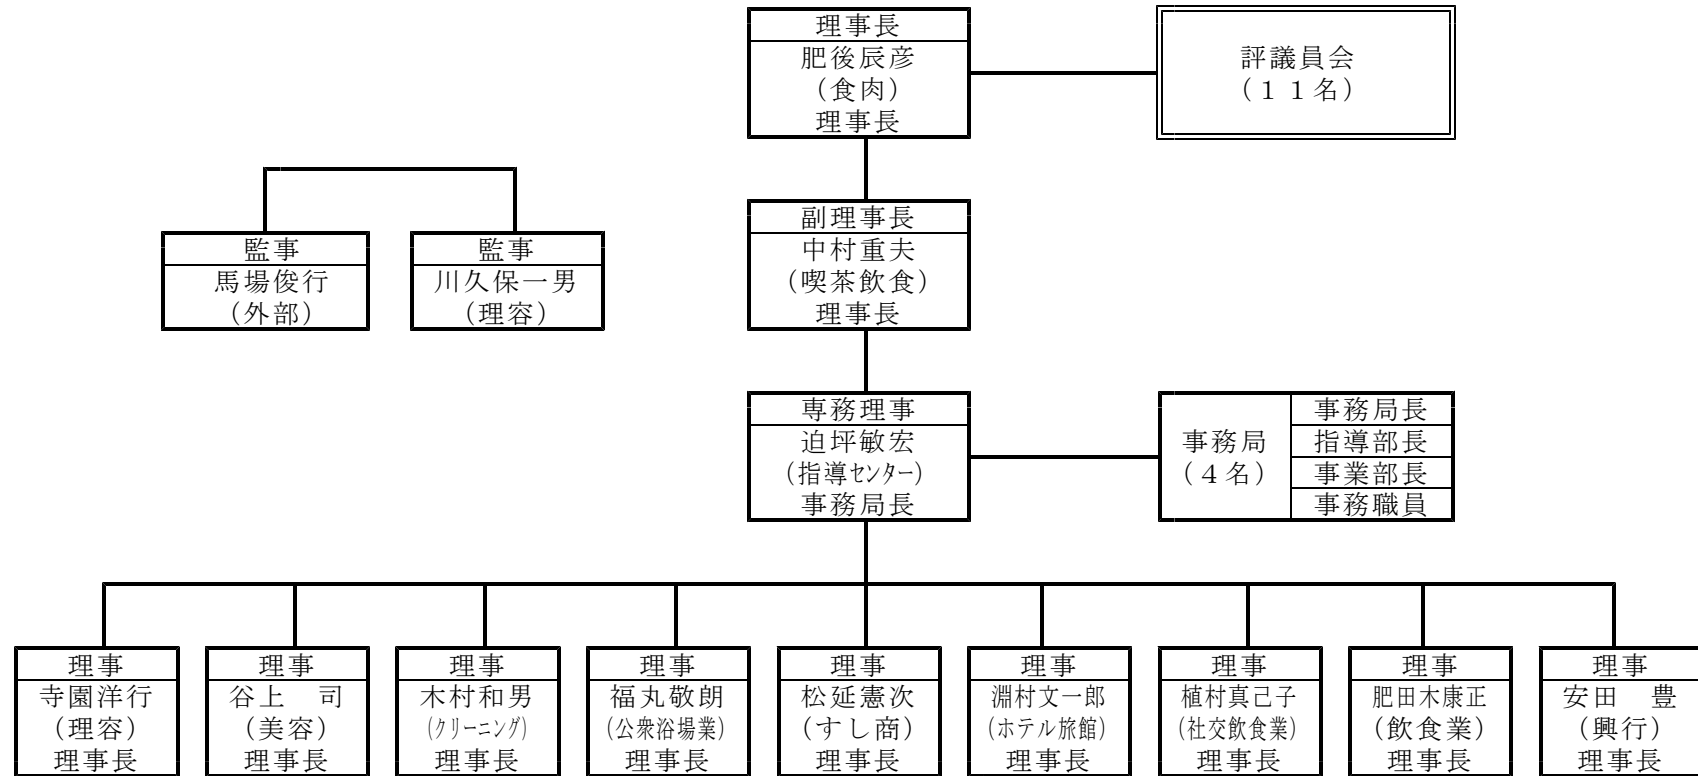 理事長
肥後辰彦
(食肉)
理事長
評議員会
(11名)
副理事長
中村重夫
(喫茶飲食)
理事長
監事
馬場俊行
(外部)
監事
川久保一男
(理容)
専務理事
迫坪敏宏
(指導ｾﾝﾀー)
事務局長
事務局
(4名)
事務局長
指導部長
事業部長
事務職員
理事
寺園洋行
(理容)
理事長
理事
谷上　司
(美容)
理事長
理事
木村和男
(ｸﾘｰﾆﾝｸﾞ)
理事長
理事
福丸敬朗
(公衆浴場業)
理事長
理事
松延憲次
(すし商)
理事長
理事
淵村文一郎
(ホテル旅館)
理事長
理事
植村真己子
(社交飲食業)
理事長
理事
肥田木康正
(飲食業)
理事長
理事
安田　豊
(興行)
理事長